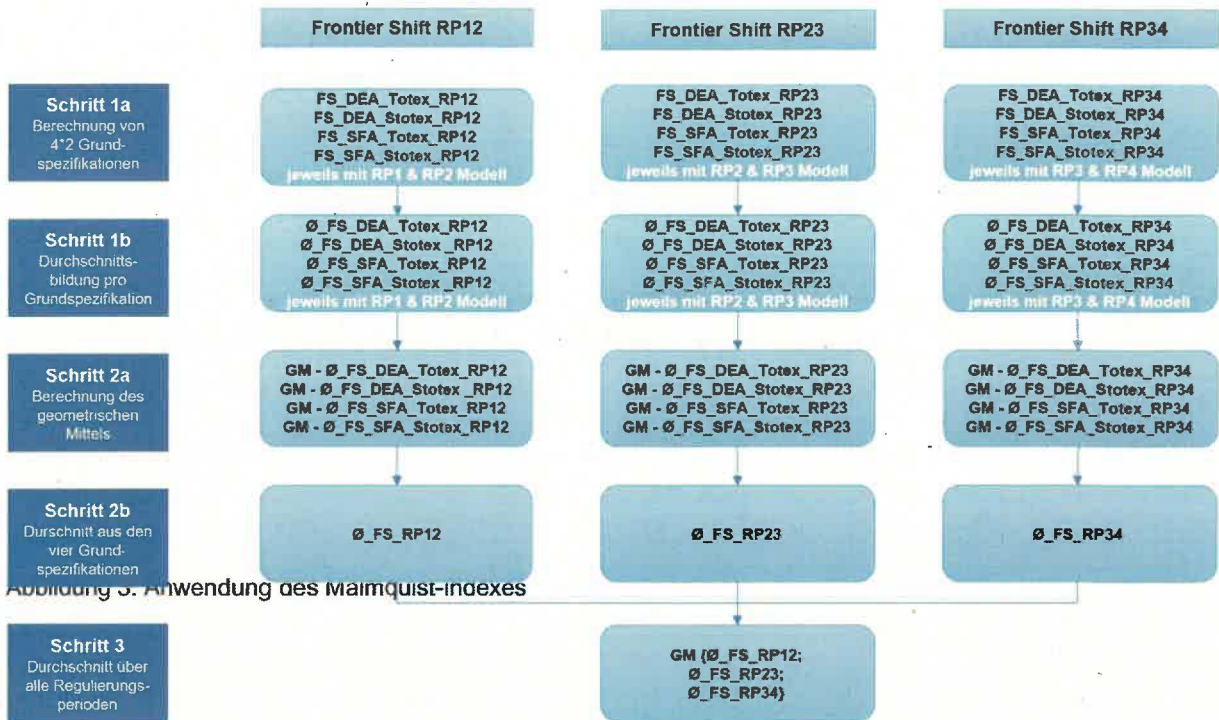 Frontier Shift RP12
Frontier Shift RP23
Frontier Shift RP34
Schritt 1a
Berechnung von
4*2 Grund-
spezifikationen
FS_DEA_Totex_RP12
FS_DEA_Stotex_RP12
FS_SFA_Totex_RP12
FS_SFA_Stotex_RP12
jeweils mit RP1 & RP2 Modell
FS_DEA_Totex_RP23
FS_DEA_Stotex_RP23
FS_SFA_Totex_RP23
FS_SFA_Stotex_RP23
jeweils mit RP2 & RP3 Modell
FS_DEA_Totex_RP34
FS_DEA_Stotex_RP34
FS_SFA_Totex_RP34
FS_SFA_Stotex_RP34
jeweils mit RP3 & RP4 Modell
Schritt 1b
Durchschnitts-
bildung pro
Grundspezifikation
Ø_FS_DEA_Totex_RP12
Ø_FS_DEA_Stotex_RP12
Ø_FS_SFA_Totex_RP12
Ø_FS_SFA_Stotex_RP12
jeweils mit RP1 & RP2 Modell
Ø_FS_DEA_Totex_RP23
Ø_FS_DEA_Stotex_RP23
Ø_FS_SFA_Totex_RP23
Ø_FS_SFA_Stotex_RP23
jeweils mit RP2 & RP3 Modell
Ø_FS_DEA_Totex_RP34
Ø_FS_DEA_Stotex_RP34
Ø_FS_SFA_Totex_RP34
Ø_FS_SFA_Stotex_RP34
jeweils mit RP3 & RP4 Modell
Schritt 2a
Berechnung des
geometrischen
Mittels
GM - Ø_FS_DEA_Totex_RP12
GM - Ø_FS_DEA_Stotex _RP12
GM - Ø_FS_SFA_Totex_RP12
GM - Ø_FS_SFA_Stotex_RP12
GM - Ø_FS_DEA_Totex_RP23
GM - Ø_FS_DEA_Stotex_RP23
GM - Ø_FS_SFA_Totex_RP23
GM - Ø_FS_SFA_Stotex_RP23
GM - Ø_FS_DEA_Totex_RP34
GM - Ø_FS_DEA_Stotex_RP34
GM - Ø_FS_SFA_Totex_RP34
GM - Ø_FS_SFA_Stotex_RP34
Schritt 2b
Durschnitt aus den
vier Grund-
spezifikationen
Ø_FS_RP12
Ø_FS_RP23
Ø_FS_RP34
Abbildung 3: Anwendung des Malmquist-Indexes
Schritt 3
Durchschnitt über
alle Regulierungs-
perioden
GM {Ø_FS_RP12;
Ø_FS_RP23;
Ø_FS_RP34}